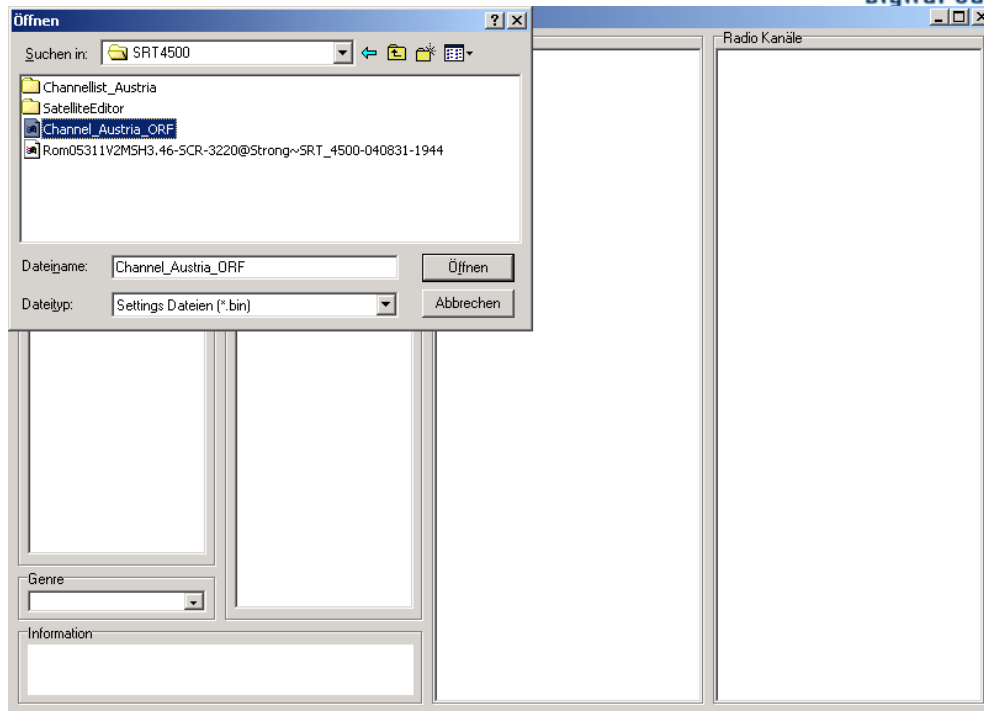 Öffnen
Suchen in: SRT4500
Channellist_Austria
SatelliteEditor
Channel_Austria_ORF
Rom05311V2MSH3.46-SCR-3220@Strong~SRT_4500-040831-1944
Dateiname: Channel_Austria_ORF Öffnen
Dateityp: Settings Dateien (*.bin) Abbrechen
Radio Kanäle
Genre
Information